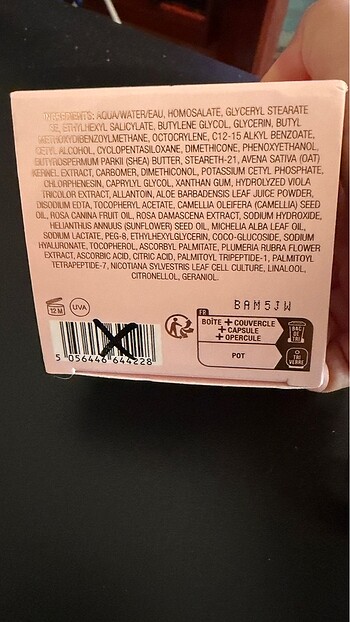 INGREDIENTS: AQUA/WATER/EAU, HOMOSALATE, GLYCERYL STEARATE
SE, ETHYLHEXYL SALICYLATE, BUTYLENE GLYCOL, GLYCERIN, BUTYL
METHOXYDIBENZOYLMETHANE, OCTOCRYLENE, C12-15 ALKYL BENZOATE,
CETYL ALCOHOL, CYCLOPENTASILOXANE, DIMETHICONE, PHENOXYETHANOL,
BUTYROSPERMUM PARKII (SHEA) BUTTER, STEARETH-21, AVENA SATIVA (OAT)
KERNEL EXTRACT, CARBOMER, DIMETHICONOL, POTASSIUM CETYL PHOSPHATE,
CHLORPHENESIN, CAPRYLYL GLYCOL, XANTHAN GUM, HYDROLYZED VIOLA
TRICOLOR EXTRACT, ALLANTOIN, ALOE BARBADENSIS LEAF JUICE POWDER,
DISODIUM EDTA, TOCOPHERYL ACETATE, CAMELLIA OLEIFERA (CAMELLIA) SEED
OIL, ROSA CANINA FRUIT OIL, ROSA DAMASCENA EXTRACT, SODIUM HYDROXIDE,
HELIANTHUS ANNUUS (SUNFLOWER) SEED OIL, MICHELIA ALBA LEAF OIL,
SODIUM LACTATE, PEG-8, ETHYLHEXYLGLYCERIN, COCO-GLUCOSIDE, SODIUM
HYALURONATE, TOCOPHEROL, ASCORBYL PALMITATE, PLUMERIA RUBRA FLOWER
EXTRACT, ASCORBIC ACID, CITRIC ACID, PALMITOYL TRIPEPTIDE-1, PALMITOYL
TETRAPEPTIDE-7, NICOTIANA SYLVESTRIS LEAF CELL CULTURE, LINALOOL,
CITRONELLOL, GERANIOL.
BAM5JW
12 M
UVA
FR
BOÎTE + COUVERCLE
+ CAPSULE
+ OPERCULE
BAC
DE
TRI
POT
TRI
VERRE
5 056446 644228